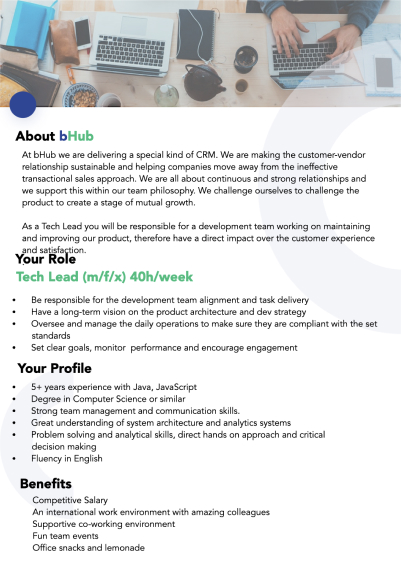 About bHub
At bHub we are delivering a special kind of CRM. We are making the customer-vendor
relationship sustainable and helping companies move away from the ineffective
transactional sales approach. We are all about continuous and strong relationships and
we support this within our team philosophy. We challenge ourselves to challenge the
product to create a stage of mutual growth.
As a Tech Lead you will be responsible for a development team working on maintaining
and improving our product, therefore have a direct impact over the customer experience
and satisfaction.
Your Role
Tech Lead (m/f/x) 40h/week
• Be responsible for the development team alignment and task delivery
• Have a long-term vision on the product architecture and dev strategy
• Oversee and manage the daily operations to make sure they are compliant with the set
standards
• Set clear goals, monitor performance and encourage engagement
Your Profile
• 5+ years experience with Java, JavaScript
• Degree in Computer Science or similar
• Strong team management and communication skills.
• Great understanding of system architecture and analytics systems
• Problem solving and analytical skills, direct hands on approach and critical
decision making
• Fluency in English
Benefits
Competitive Salary
An international work environment with amazing colleagues
Supportive co-working environment
Fun team events
Office snacks and lemonade